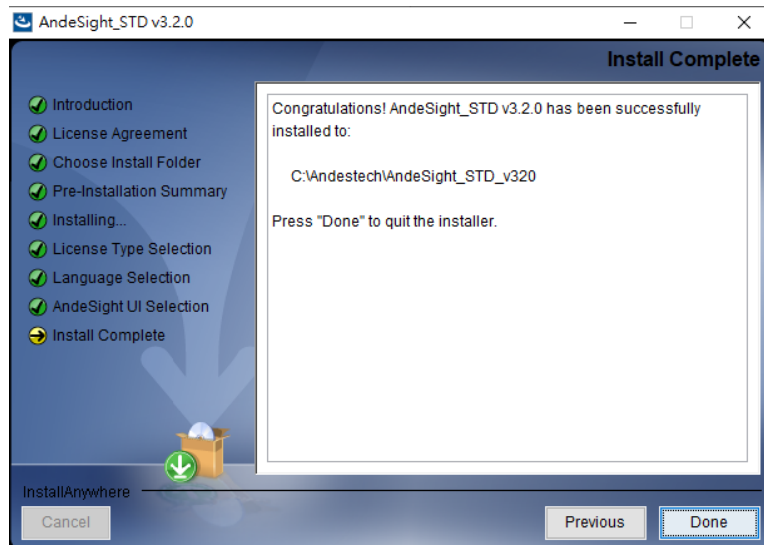 AndeSight_STD v3.2.0
Install Complete
Introduction
License Agreement
Choose Install Folder
Pre-Installation Summary
Installing...
License Type Selection
Language Selection
AndeSight UI Selection
Install Complete
Congratulations! AndeSight_STD v3.2.0 has been successfully
installed to:
C:\Andestech\AndeSight_STD_v320
Press "Done" to quit the installer.
InstallAnywhere
Cancel
Previous
Done